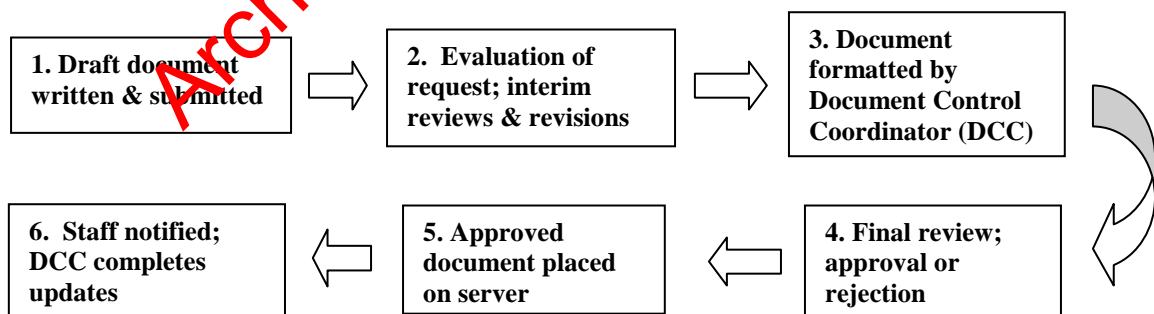 1. Draft document
written & submitted
2. Evaluation of
request; interim
reviews & revisions
3. Document
formatted by
Document Control
Coordinator (DCC)
4. Final review;
approval or
rejection
5. Approved
document placed
on server
6. Staff notified;
DCC completes
updates